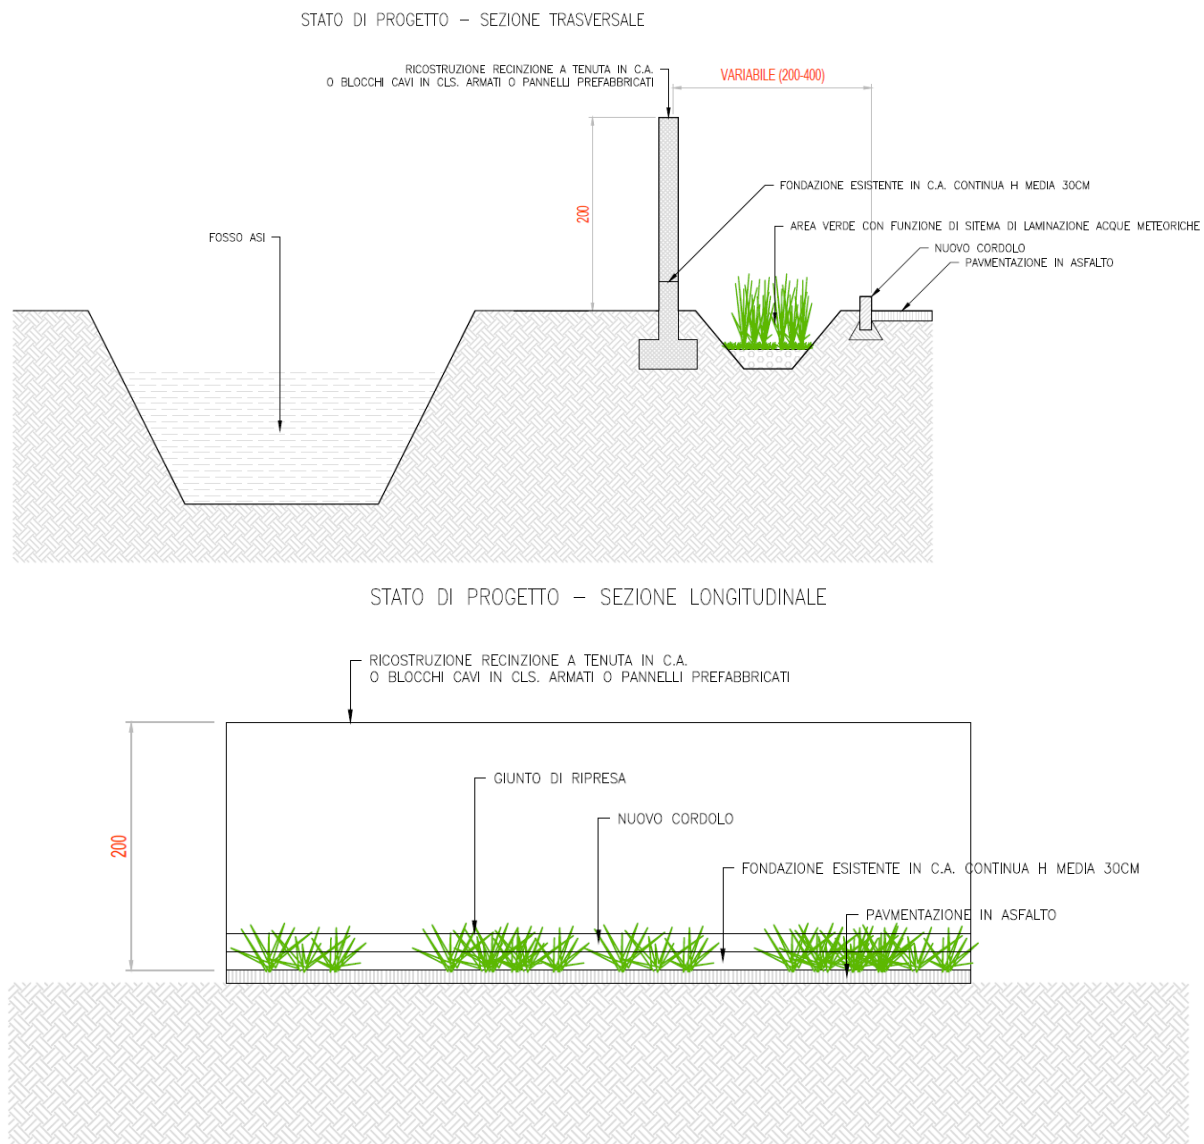 STATO DI PROGETTO – SEZIONE TRASVERSALE
RICOSTRUZIONE RECINZIONE A TENUTA IN C.A.
O BLOCCHI CAVI IN CLS. ARMATI O PANNELLI PREFABBRICATI
VARIABILE (200-400)
200
FONDAZIONE ESISTENTE IN C.A. CONTINUA H MEDIA 30CM
AREA VERDE CON FUNZIONE DI SITEMA DI LAMINAZIONE ACQUE METEORICHE
FOSSO ASI
NUOVO CORDOLO
PAVMENTAZIONE IN ASFALTO
STATO DI PROGETTO – SEZIONE LONGITUDINALE
RICOSTRUZIONE RECINZIONE A TENUTA IN C.A.
O BLOCCHI CAVI IN CLS. ARMATI O PANNELLI PREFABBRICATI
GIUNTO DI RIPRESA
NUOVO CORDOLO
200
FONDAZIONE ESISTENTE IN C.A. CONTINUA H MEDIA 30CM
PAVMENTAZIONE IN ASFALTO